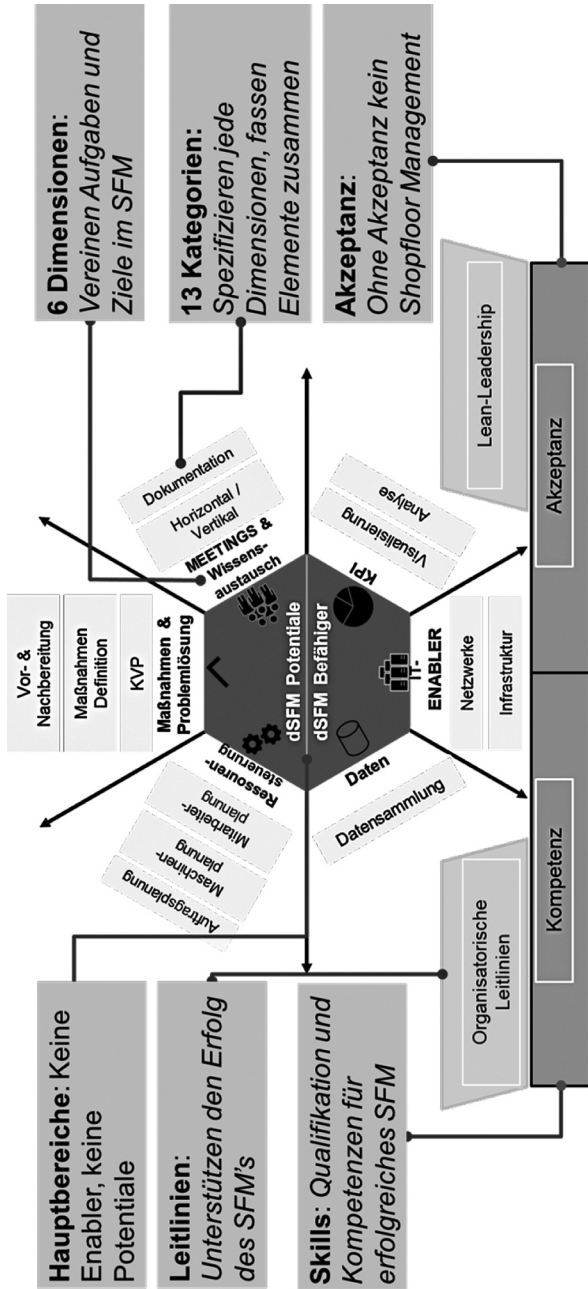 Hauptbereiche: Keine
Enabler, keine
Potentiale
Leitlinien:
Unterstützen den Erfolg
des SFM's
Skills: Qualifikation und
Kompetenzen für
erfolgreiches SFM
Vor- &
Nachbereitung
Maßnahmen
Definition
KVP
Maßnahmen &
Problemlösung
Auftragsplanung
Maschinen-
planung
Mitarbeiter-
planung
Ressouren-
steuerung
Dokumentation
Horizontal /
Vertikal
MEETINGS &
Wissens-
austausch
dSFM Potentiale
dSFM Befähiger
Daten
Datensammlung
IT-
ENABLER
Netzwerke
Infrastruktur
KPI
Visualisierung
Analyse
6 Dimensionen:
Vereinen Aufgaben und
Ziele im SFM
13 Kategorien:
Spezifizieren jede
Dimensionen, fassen
Elemente zusammen
Akzeptanz:
Ohne Akzeptanz kein
Shopfloor Management
Organisatorische
Leitlinien
Lean-Leadership
Kompetenz
Akzeptanz